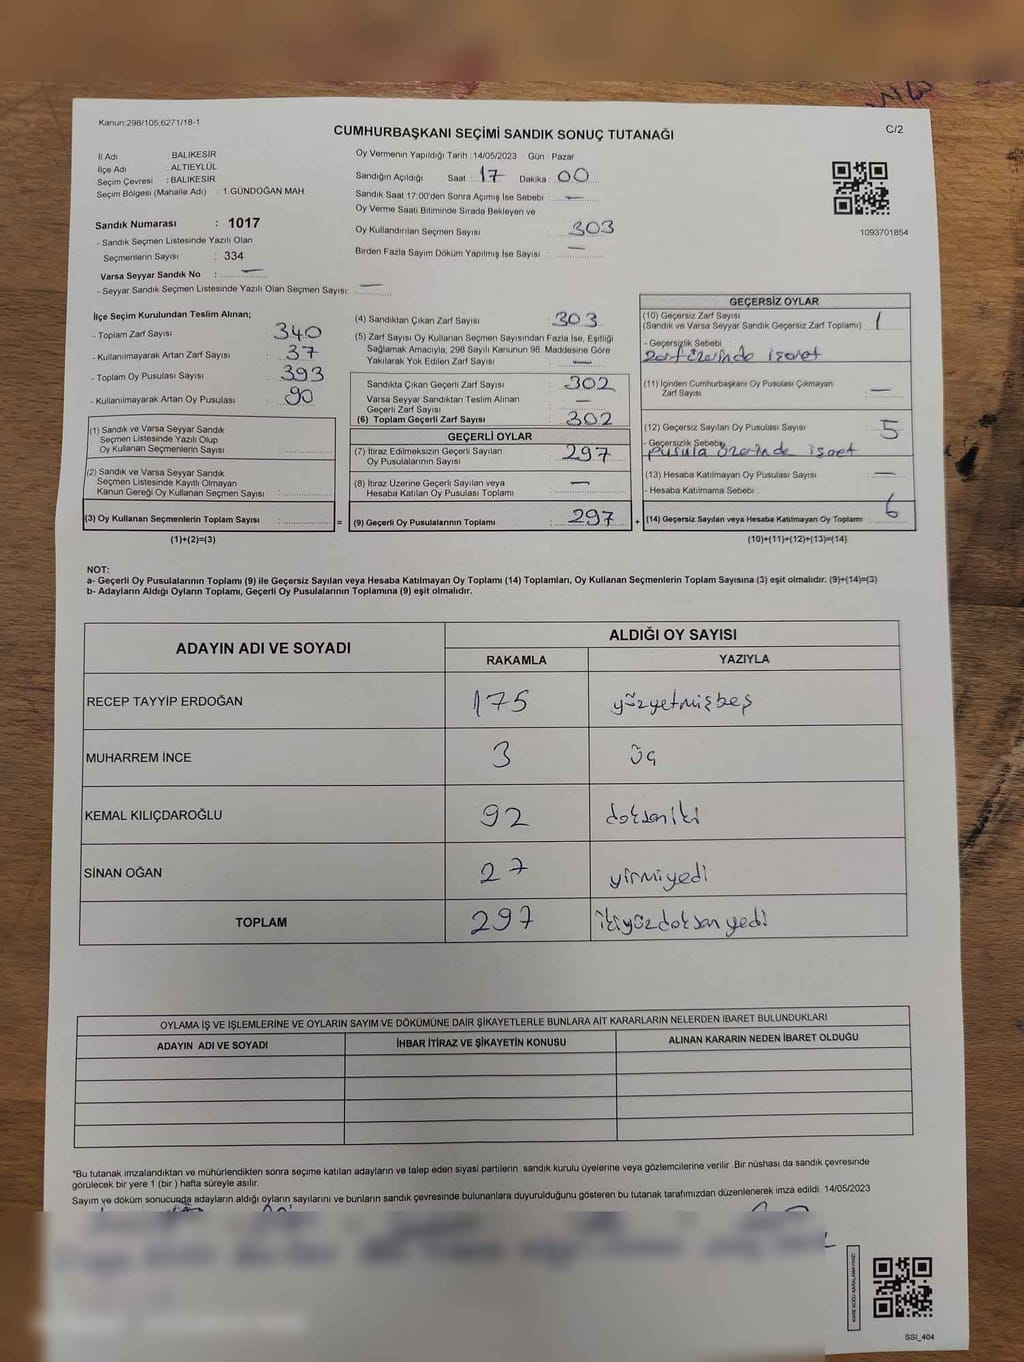 Kanun:298/105,6271/18-1
CUMHURBAŞKANI SEÇİMİ SANDIK SONUÇ TUTANAĞI
C/2
İl Adı : BALIKESİR
İlçe Adı : ALTIEYLÜL
Seçim Çevresi : BALIKESİR
Seçim Bölgesi (Mahalle Adı) : 1.GÜNDOĞAN MAH.
Sandık Numarası : 1017
- Sandık Seçmen Listesinde Yazılı Olan
Seçmenlerin Sayısı : 334
Varsa Seyyar Sandık No : —
- Seyyar Sandık Seçmen Listesinde Yazılı Olan Seçmen Sayısı: —
Oy Vermenin Yapıldığı Tarih : 14/05/2023 Gün : Pazar
Sandığın Açıldığı Saat : 17 Dakika : 00
Sandık Saat 17:00'den Sonra Açımış İse Sebebi : —
Oy Verme Saati Bitiminde Sırada Bekleyen ve
Oy Kullandırılan Seçmen Sayısı : 303
Birden Fazla Sayım Döküm Yapılmış İse Sayısı : —
1093701854
İlçe Seçim Kurulundan Teslim Alınan;
- Toplam Zarf Sayısı : 340
- Kullanılmayarak Artan Zarf Sayısı : 37
- Toplam Oy Pusulası Sayısı : 393
- Kullanılmayarak Artan Oy Pusulası : 90
(1) Sandık ve Varsa Seyyar Sandık
Seçmen Listesinde Yazılı Olup
Oy Kullanan Seçmenlerin Sayısı :
(2) Sandık ve Varsa Seyyar Sandık
Seçmen Listesinde Kayıtlı Olmayan
Kanun Gereği Oy Kullanan Seçmen Sayısı :
(3) Oy Kullanan Seçmenlerin Toplam Sayısı : =
(1)+(2)=(3)
(4) Sandıktan Çıkan Zarf Sayısı : 303
(5) Zarf Sayısı Oy Kullanan Seçmen Sayısından Fazla İse, Eşitliği
Sağlamak Amacıyla, 298 Sayılı Kanunun 98. Maddesine Göre
Yakılarak Yok Edilen Zarf Sayısı : —
Sandıkta Çıkan Geçerli Zarf Sayısı : 302
Varsa Seyyar Sandıktan Teslim Alınan
Geçerli Zarf Sayısı : —
(6) Toplam Geçerli Zarf Sayısı : 302
GEÇERLİ OYLAR
(7) İtiraz Edilmeksizin Geçerli Sayılan
Oy Pusulalarının Sayısı : 297
(8) İtiraz Üzerine Geçerli Sayılan veya
Hesaba Katılan Oy Pusulası Toplamı : —
(9) Geçerli Oy Pusulalarının Toplamı : 297 +
GEÇERSİZ OYLAR
(10) Geçersiz Zarf Sayısı
(Sandık ve Varsa Seyyar Sandık Geçersiz Zarf Toplamı) : 1
- Geçersizlik Sebebi :
zarf üzerinde işaret
(11) İçinden Cumhurbaşkanı Oy Pusulası Çıkmayan
Zarf Sayısı : —
(12) Geçersiz Sayılan Oy Pusulası Sayısı : 5
- Geçersizlik Sebebi :
pusula üzerinde işaret
(13) Hesaba Katılmayan Oy Pusulası Sayısı : —
- Hesaba Katılmama Sebebi :
(14) Geçersiz Sayılan veya Hesaba Katılmayan Oy Toplamı : 6
(10)+(11)+(12)+(13)=(14)
NOT:
a- Geçerli Oy Pusulalarının Toplamı (9) ile Geçersiz Sayılan veya Hesaba Katılmayan Oy Toplamı (14) Toplamları, Oy Kullanan Seçmenlerin Toplam Sayısına (3) eşit olmalıdır. (9)+(14)=(3)
b- Adayların Aldığı Oyların Toplamı, Geçerli Oy Pusulalarının Toplamına (9) eşit olmalıdır.
ADAYIN ADI VE SOYADI
ALDIĞI OY SAYISI
RAKAMLA YAZIYLA
RECEP TAYYİP ERDOĞAN 175 yüzyetmişbeş
MUHARREM İNCE 3 üç
KEMAL KILIÇDAROĞLU 92 doksaniki
SİNAN OĞAN 27 yirmiyedi
TOPLAM 297 ikiyüzdoksanyedi
OYLAMA İŞ VE İŞLEMLERİNE VE OYLARIN SAYIM VE DÖKÜMÜNE DAİR ŞİKAYETLERLE BUNLARA AİT KARARLARIN NELERDEN İBARET BULUNDUKLARI
ADAYIN ADI VE SOYADI İHBAR İTİRAZ VE ŞİKAYETİN KONUSU ALINAN KARARIN NEDEN İBARET OLDUĞU
*Bu tutanak imzalandıktan ve mühürlendikten sonra seçime katılan adayların ve talep eden siyasi partilerin sandık kurulu üyelerine veya gözlemcilerine verilir .Bir nüshası da sandık çevresinde
görülecek bir yere 1 (bir ) hafta süreyle asılır.
Sayım ve döküm sonucunda adayların aldığı oyların sayılarını ve bunların sandık çevresinde bulunanlara duyurulduğunu gösteren bu tutanak tarafımızdan düzenlenerek imza edildi. 14/05/2023
KARE KODU KARALAMAYINIZ!
SSI_404